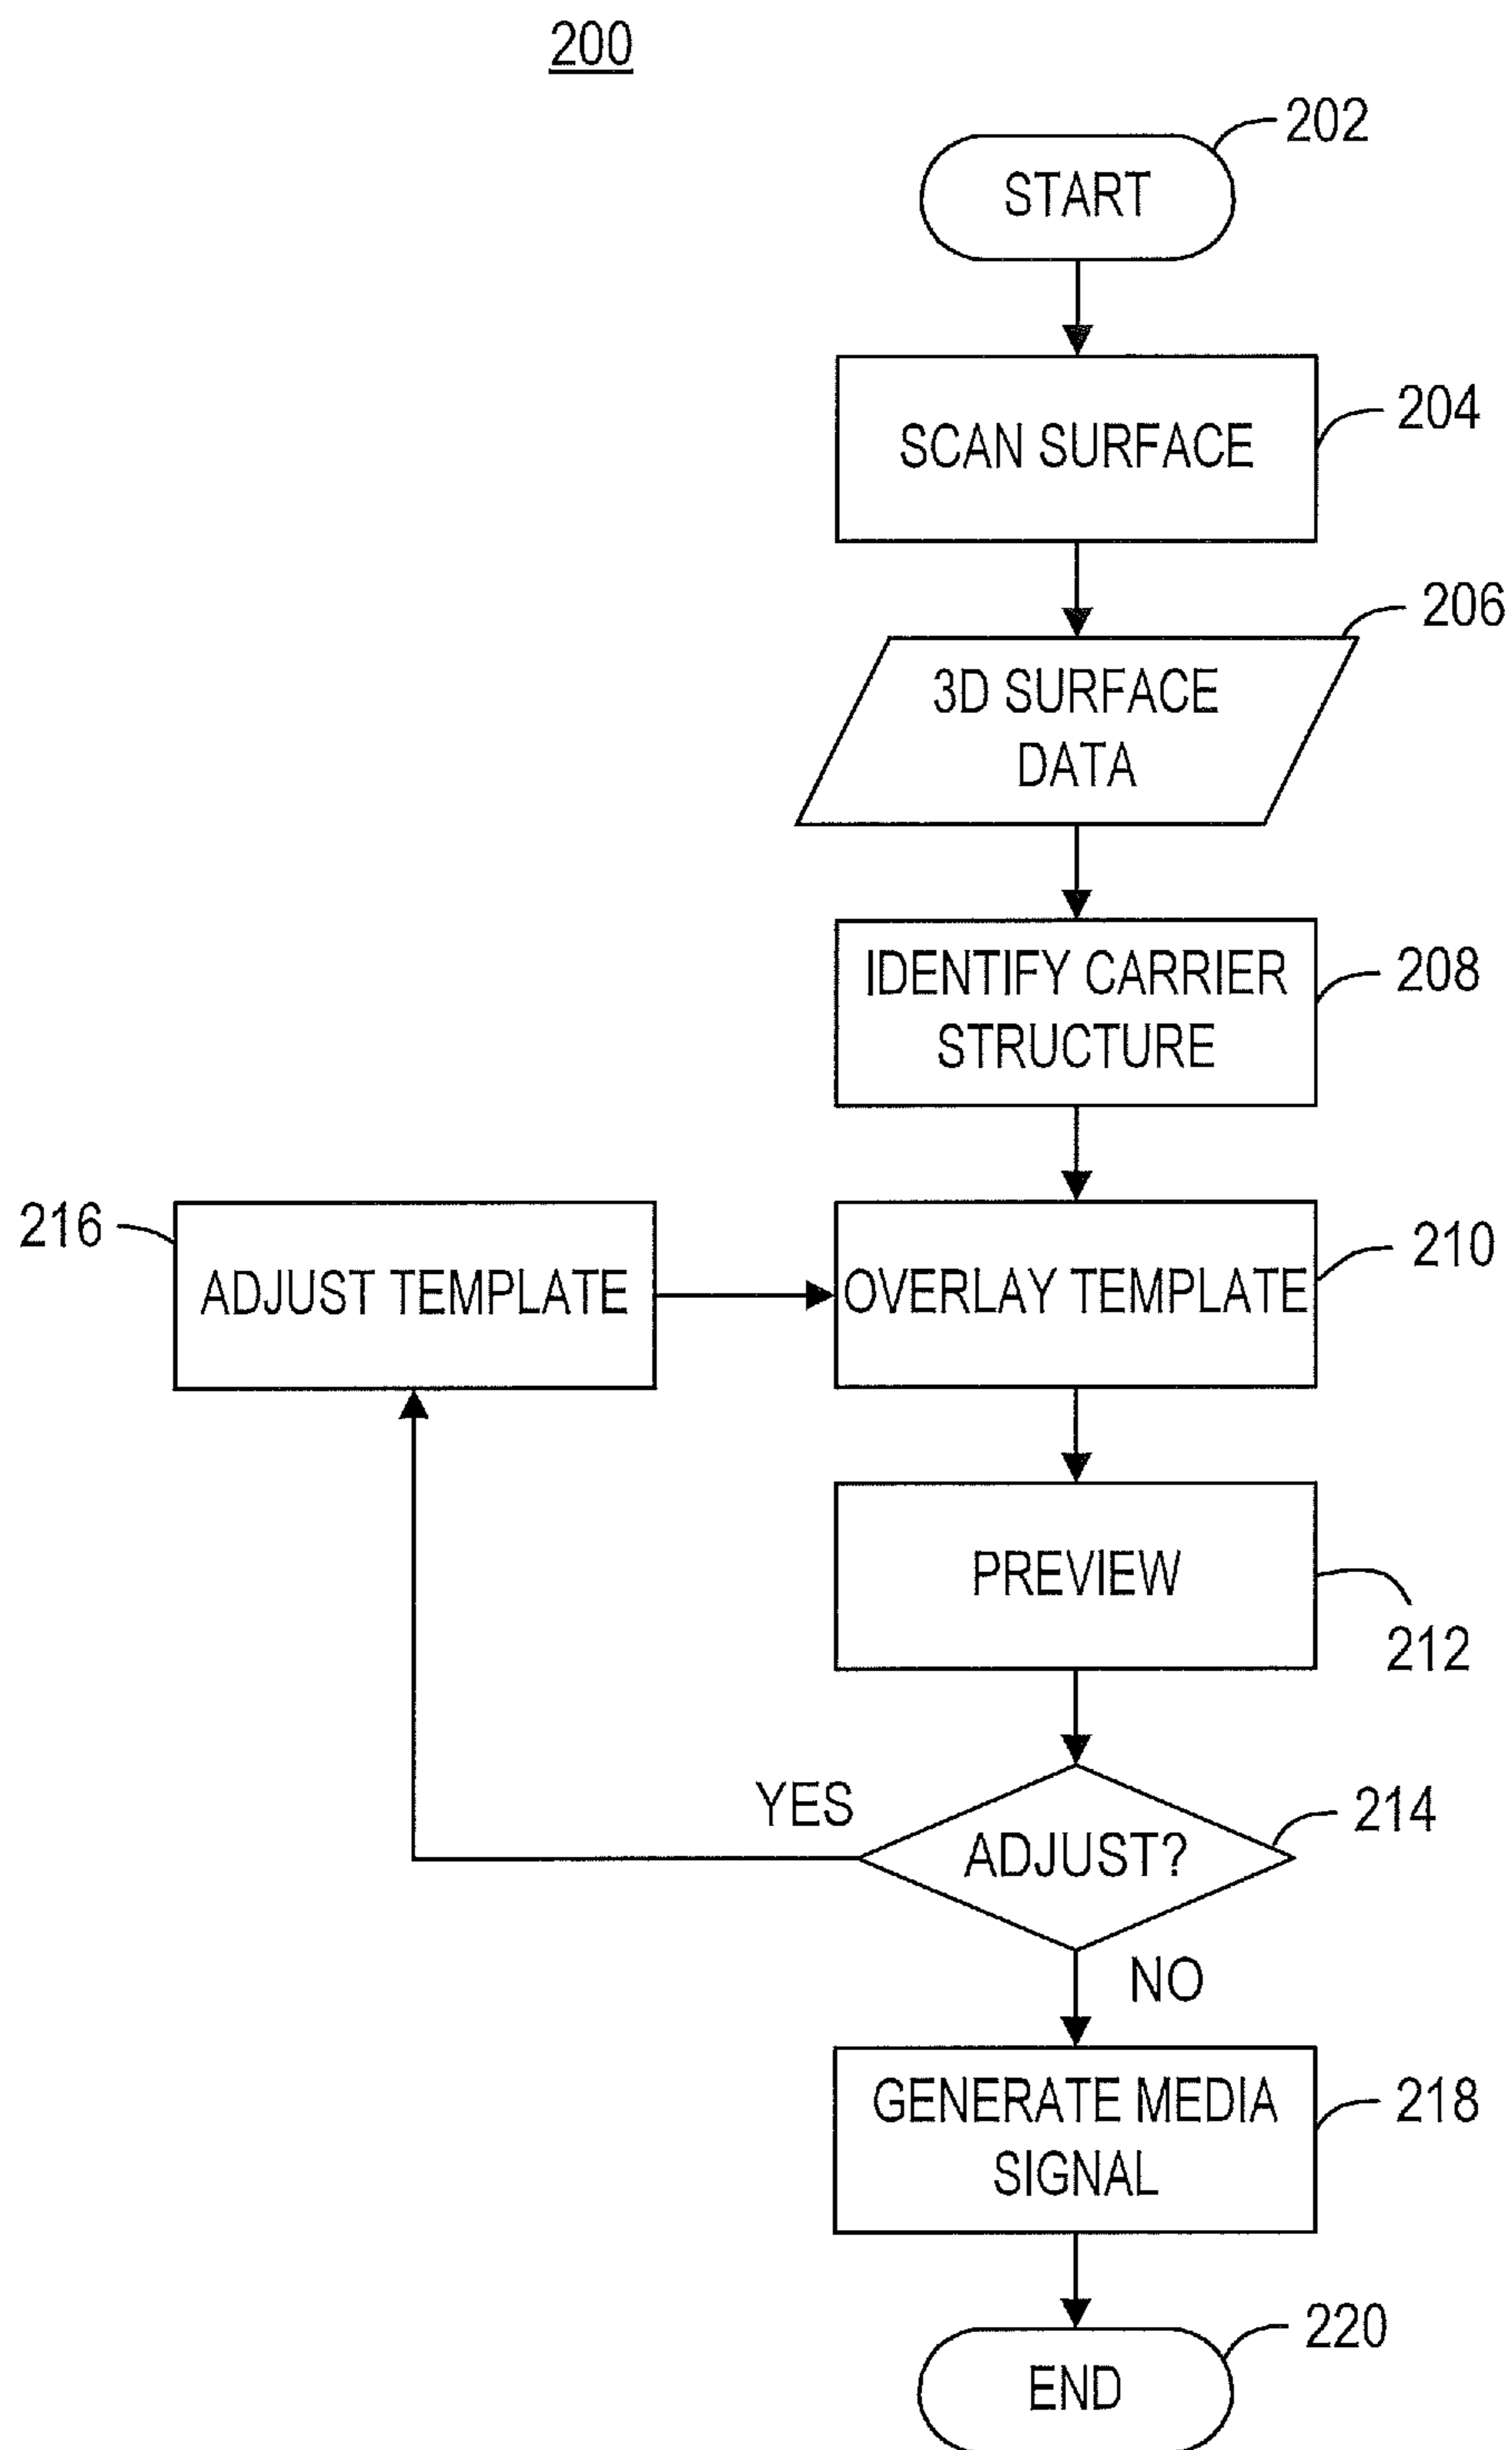 200
202
START
204
SCAN SURFACE
206
3D SURFACE
DATA
208
IDENTIFY CARRIER
STRUCTURE
216
ADJUST TEMPLATE
210
OVERLAY TEMPLATE
PREVIEW
212
YES
214
ADJUST?
NO
218
GENERATE MEDIA
SIGNAL
220
END